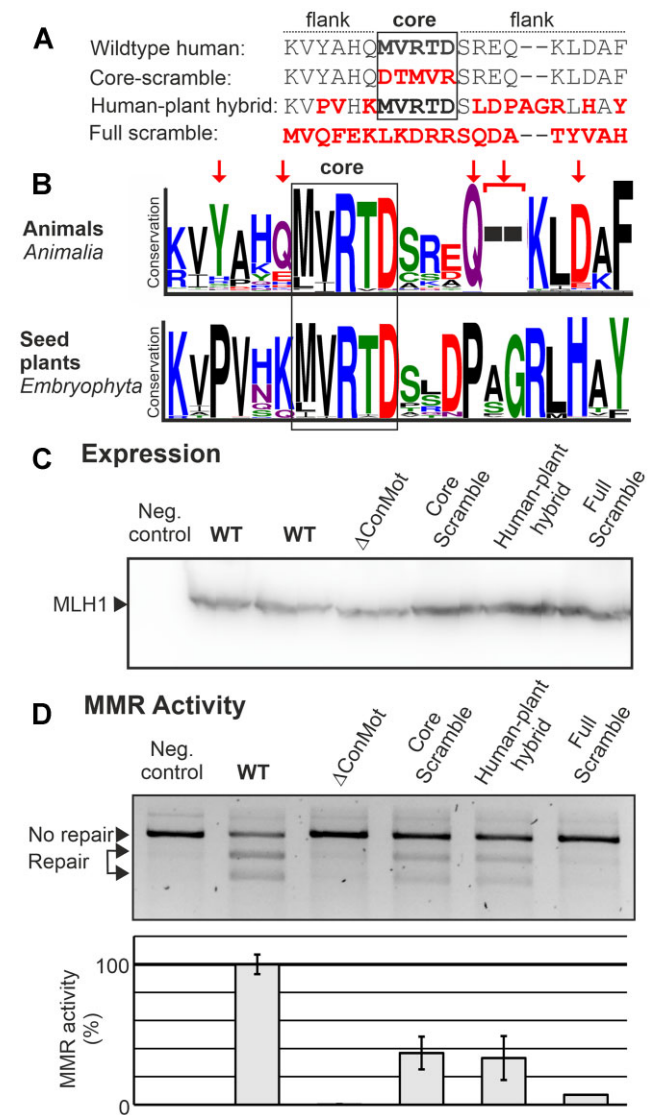 flank core flank
A
Wildtype human: KVYAHQMVRTDSREQ--KLDAF
Core-scramble: KVYAHQDTMVRSREQ--KLDAF
Human-plant hybrid: KVPVHKMVRTDSLDPAGRLHAY
Full scramble: MVQFEKLKDRRSQDA--TYVAH
core
B
Animals
Animalia
Conservation
KVYAHQMVRTDSREQ--KLDAF
Seed
plants
Embryophyta
Conservation
KVPVHKMVRTDSLDPAGRLHAY
C Expression
Neg. control WT WT ΔConMot Core Scramble Human-plant hybrid Full Scramble
MLH1
D MMR Activity
Neg. control WT ΔConMot Core Scramble Human-plant hybrid Full Scramble
No repair
Repair
MMR activity (%)
100
0